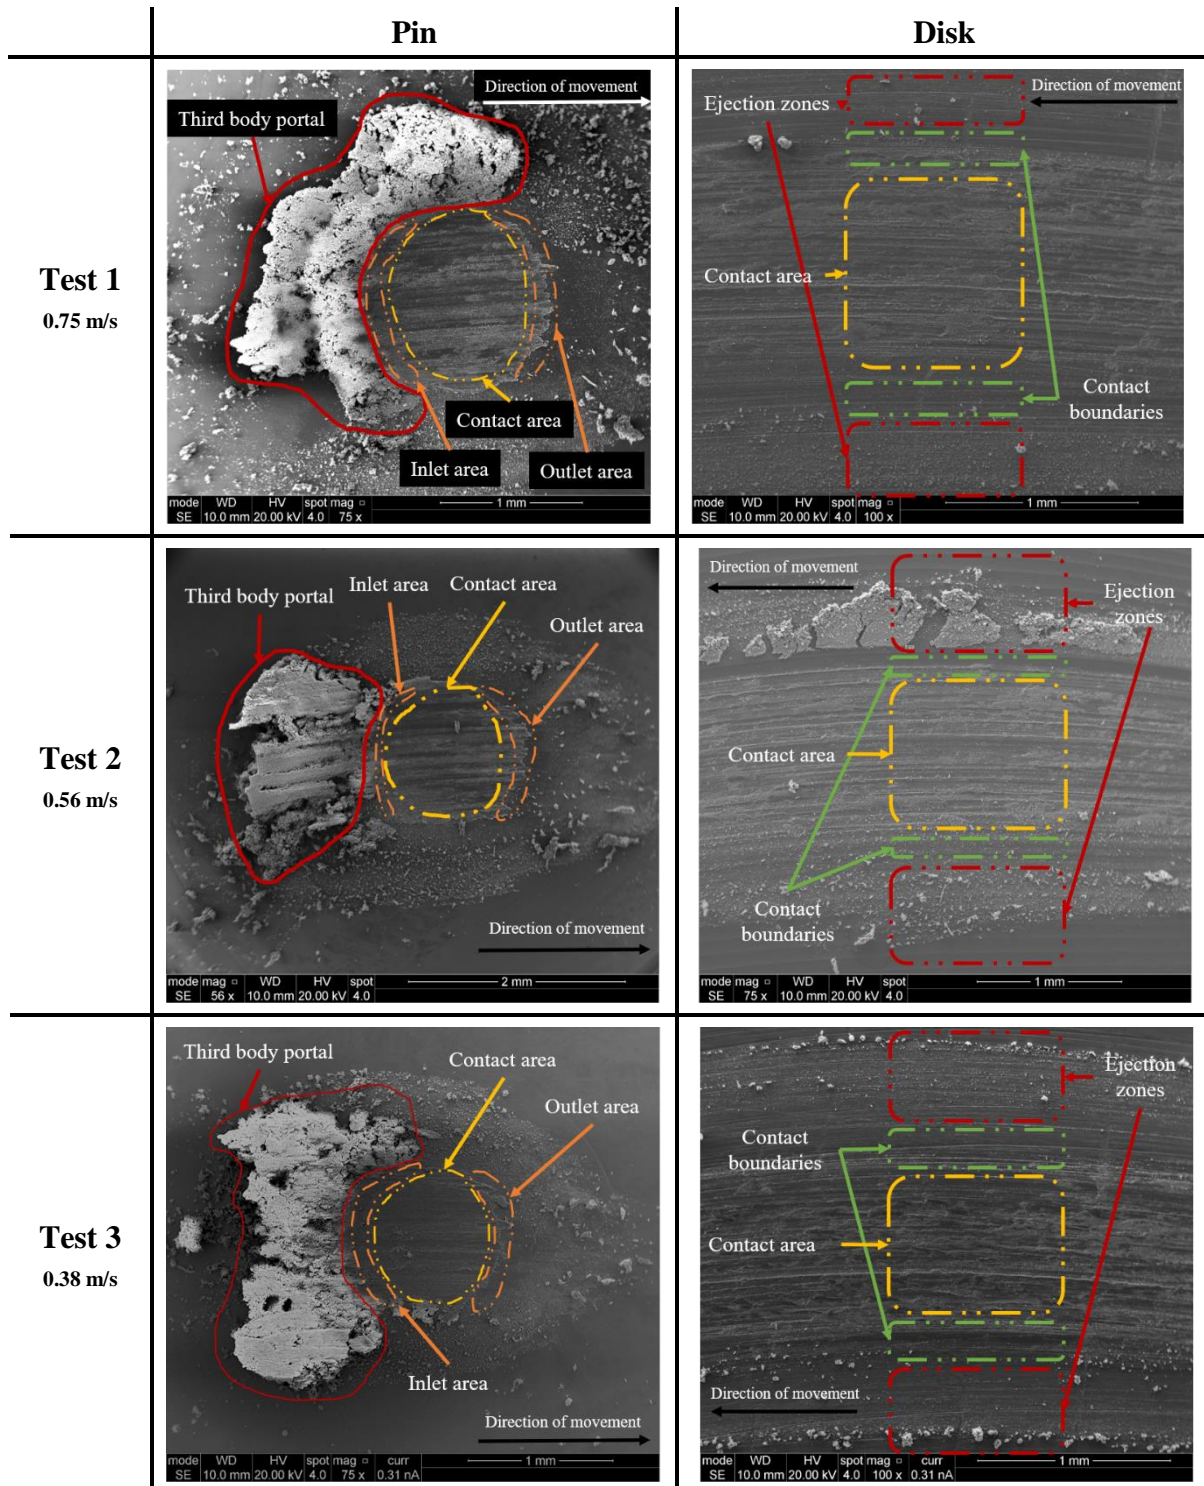 Pin
Disk
Test 1
0.75 m/s
Third body portal
Direction of movement
Contact area
Inlet area
Outlet area
mode WD HV spot mag □ 1 mm
SE 10.0 mm 20.00 kV 4.0 75 x
Ejection zones
Direction of movement
Contact area
Contact
boundaries
mode WD HV spot mag □ 1 mm
SE 10.0 mm 20.00 kV 4.0 100 x
Test 2
0.56 m/s
Third body portal
Inlet area
Contact area
Outlet area
Direction of movement
mode mag □ WD HV spot 2 mm
SE 56 x 10.0 mm 20.00 kV 4.0
Direction of movement
Ejection
zones
Contact area
Contact
boundaries
mode mag □ WD HV spot 1 mm
SE 75 x 10.0 mm 20.00 kV 4.0
Test 3
0.38 m/s
Third body portal
Contact area
Outlet area
Inlet area
Direction of movement
mode WD HV spot mag □ curr 1 mm
SE 10.0 mm 20.00 kV 4.0 75 x 0.31 nA
Ejection
zones
Contact
boundaries
Contact area
Direction of movement
mode WD HV spot mag □ curr 1 mm
SE 10.0 mm 20.00 kV 4.0 100 x 0.31 nA